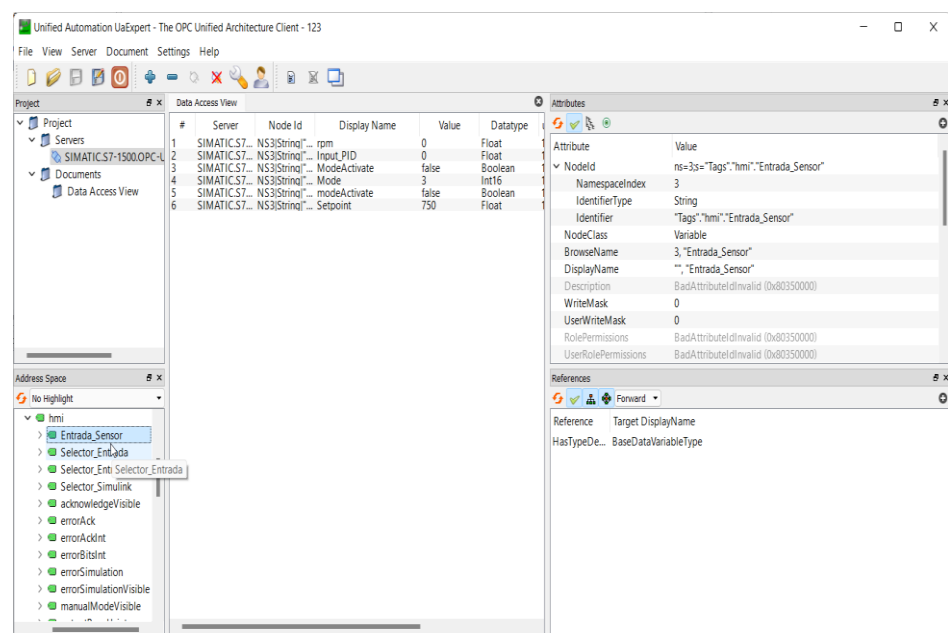 Unified Automation UaExpert - The OPC Unified Architecture Client - 123
File View Server Document Settings Help
Project
Project
Servers
SIMATIC.S7-1500.OPC-U
Documents
Data Access View
Address Space
No Highlight
hmi
Entrada_Sensor
Selector_Entrada
Selector_Ent Selector_Entrada
Selector_Simulink
acknowledgeVisible
errorAck
errorAckInt
errorBitsInt
errorSimulation
errorSimulationVisible
manualModeVisible
Data Access View
# Server Node Id Display Name Value Datatype
1 SIMATIC.S7... NS3|String|"... rpm 0 Float 1
2 SIMATIC.S7... NS3|String|"... Input_PID 0 Float 1
3 SIMATIC.S7... NS3|String|"... ModeActivate false Boolean 1
4 SIMATIC.S7... NS3|String|"... Mode 3 Int16 1
5 SIMATIC.S7... NS3|String|"... modeActivate false Boolean 1
6 SIMATIC.S7... NS3|String|"... Setpoint 750 Float 1
Attributes
Attribute Value
NodeId ns=3;s="Tags"."hmi"."Entrada_Sensor"
NamespaceIndex 3
IdentifierType String
Identifier "Tags"."hmi"."Entrada_Sensor"
NodeClass Variable
BrowseName 3, "Entrada_Sensor"
DisplayName "", "Entrada_Sensor"
Description BadAttributeIdInvalid (0x80350000)
WriteMask 0
UserWriteMask 0
RolePermissions BadAttributeIdInvalid (0x80350000)
UserRolePermissions BadAttributeIdInvalid (0x80350000)
References
Forward
Reference Target DisplayName
HasTypeDe... BaseDataVariableType